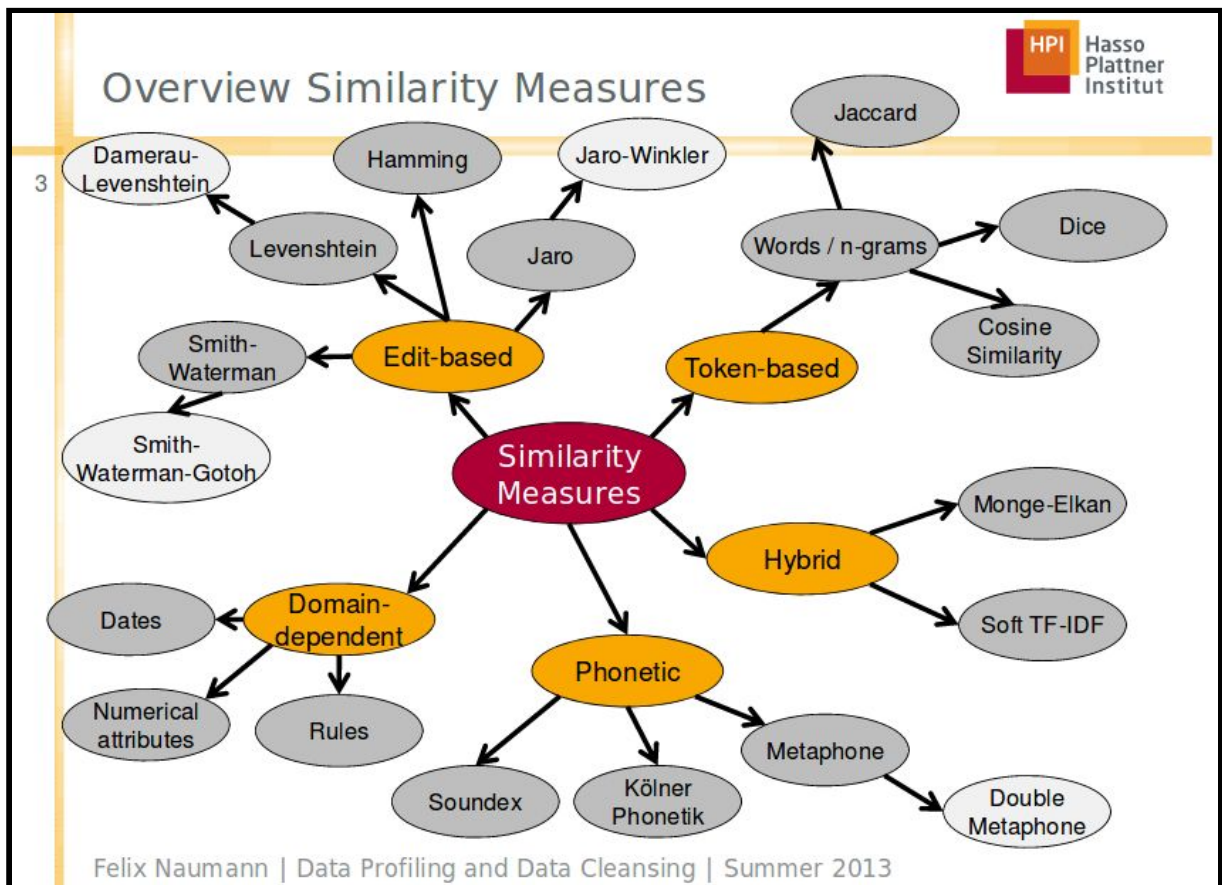 HPI
Hasso
Plattner
Institut
Overview Similarity Measures
3
Damerau-
Levenshtein
Hamming
Jaro-Winkler
Jaccard
Levenshtein
Jaro
Words / n-grams
Dice
Smith-
Waterman
Edit-based
Token-based
Cosine
Similarity
Smith-
Waterman-Gotoh
Similarity
Measures
Monge-Elkan
Hybrid
Dates
Domain-
dependent
Soft TF-IDF
Phonetic
Numerical
attributes
Rules
Metaphone
Soundex
Kölner
Phonetik
Double
Metaphone
Felix Naumann | Data Profiling and Data Cleansing | Summer 2013